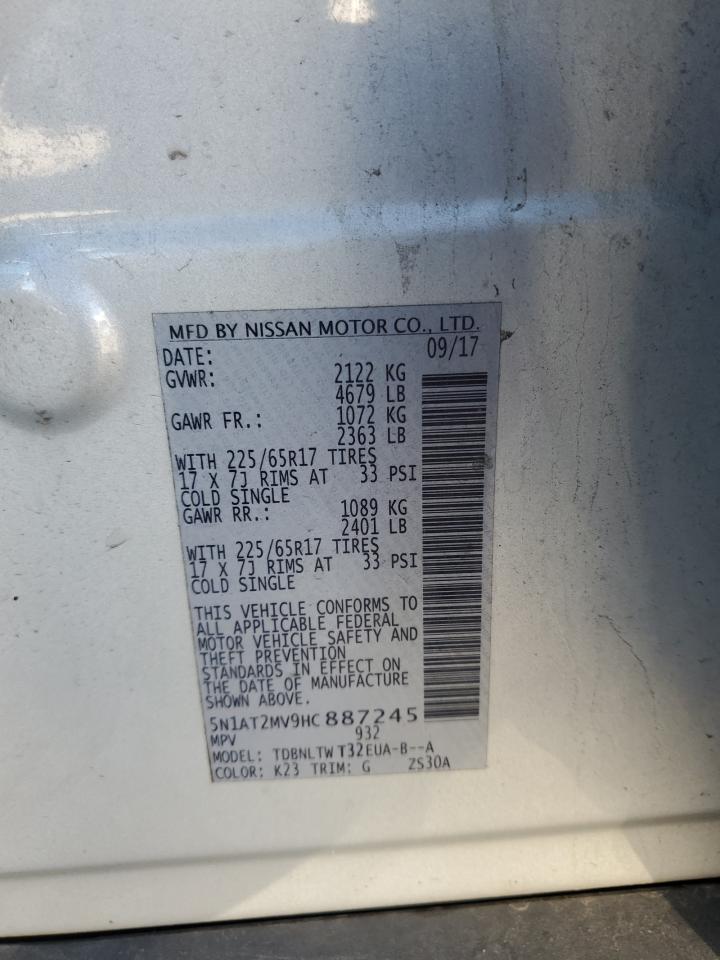 MFD BY NISSAN MOTOR CO., LTD.
DATE: 09/17
GVWR: 2122 KG
4679 LB
GAWR FR.: 1072 KG
2363 LB
WITH 225/65R17 TIRES
17 X 7J RIMS AT 33 PSI
COLD SINGLE
GAWR RR.: 1089 KG
2401 LB
WITH 225/65R17 TIRES
17 X 7J RIMS AT 33 PSI
COLD SINGLE
THIS VEHICLE CONFORMS TO
ALL APPLICABLE FEDERAL
MOTOR VEHICLE SAFETY AND
THEFT PREVENTION
STANDARDS IN EFFECT ON
THE DATE OF MANUFACTURE
SHOWN ABOVE.
5N1AT2MV9HC887245
MPV 932
MODEL: TDBNLTW T32EUA-B--A
COLOR: K23 TRIM: G ZS30A